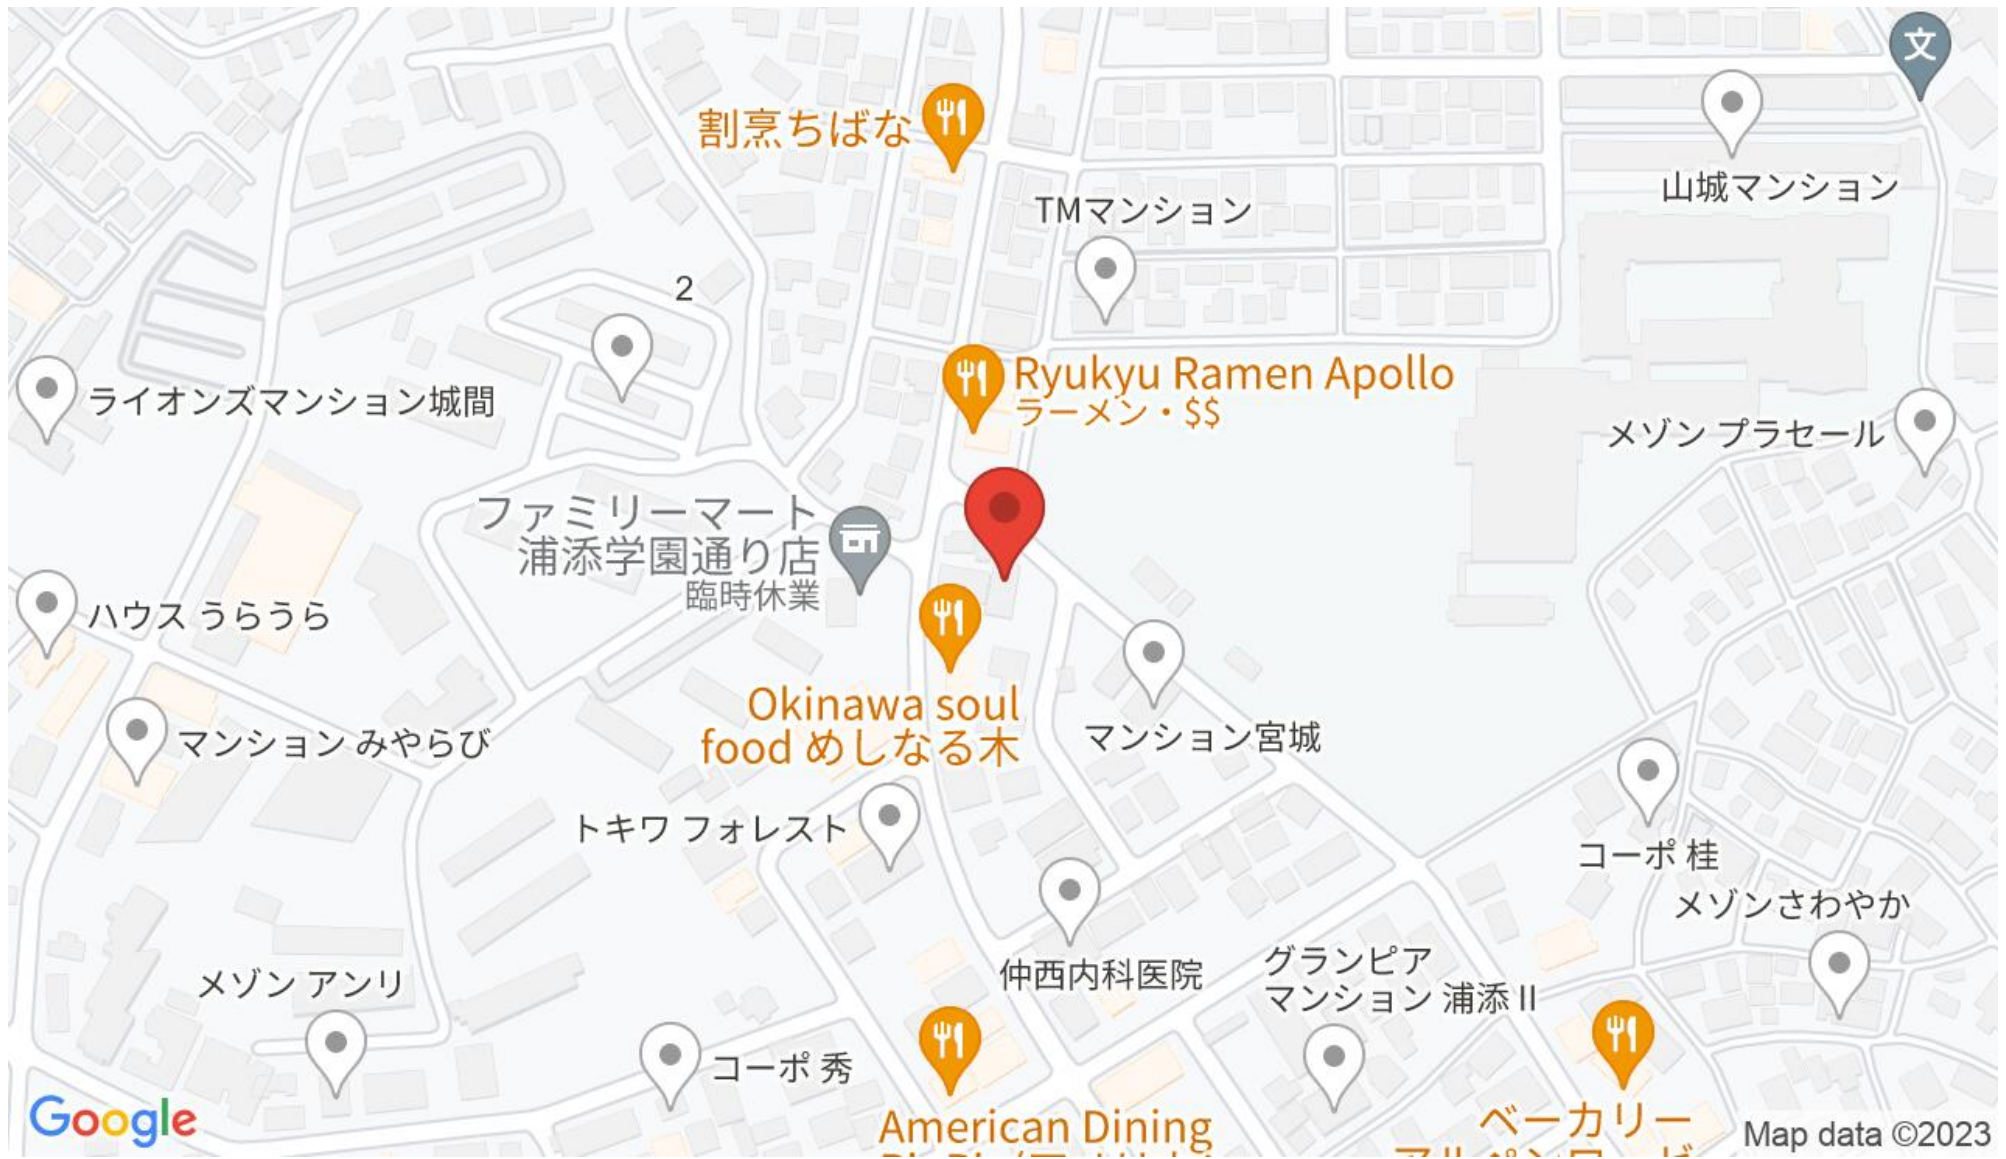 文
割烹ちばな
山城マンション
TMマンション
2
Ryukyu Ramen Apollo
ラーメン・$$
ライオンズマンション城間
メゾン プラセール
ファミリーマート
浦添学園通り店
臨時休業
ハウス うらうら
Okinawa soul
food めしなる木
マンション みやらび
マンション宮城
トキワ フォレスト
コーポ 桂
メゾンさわやか
仲西内科医院
グランピア
マンション 浦添 II
メゾン アンリ
コーポ 秀
American Dining
ベーカリー
Google
Map data ©2023